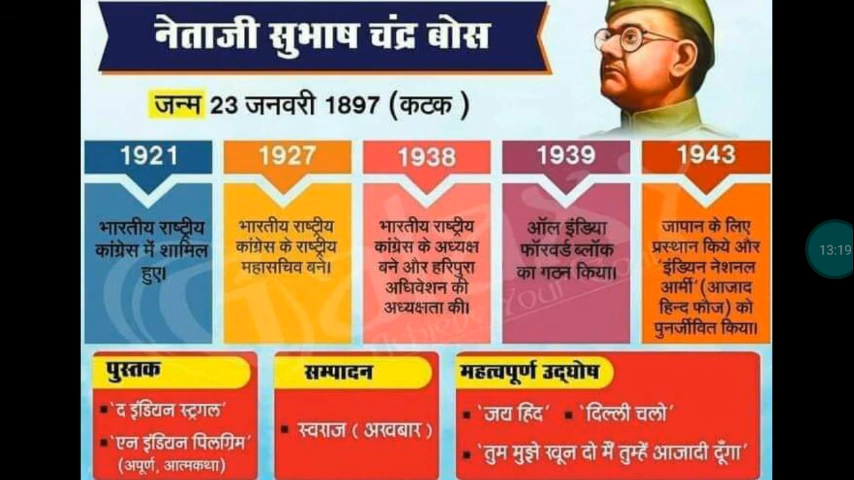 नेताजी सुभाष चंद्र बोस
जन्म 23 जनवरी 1897 (कटक )
1921
भारतीय राष्ट्रीय
कांग्रेस में शामिल
हुए।
1927
भारतीय राष्ट्रीय
कांग्रेस के राष्ट्रीय
महासचिव बने।
1938
भारतीय राष्ट्रीय
कांग्रेस के अध्यक्ष
बने और हरिपुरा
अधिवेशन की
अध्यक्षता की।
1939
ऑल इंडिया
फॉरवर्ड ब्लॉक
का गठन किया।
1943
जापान के लिए
प्रस्थान किये और
'इंडियन नेशनल
आर्मी' (आजाद
हिन्द फौज) को
पुनर्जीवित किया।
13:19
पुस्तक
▪ 'द इंडियन स्ट्रगल'
▪ 'एन इंडियन पिलग्रिम'
(अपूर्ण, आत्मकथा)
सम्पादन
▪ स्वराज ( अखबार )
महत्वपूर्ण उद्घोष
▪ 'जय हिंद' ▪ 'दिल्ली चलो'
▪ 'तुम मुझे खून दो मैं तुम्हें आजादी दूँगा'